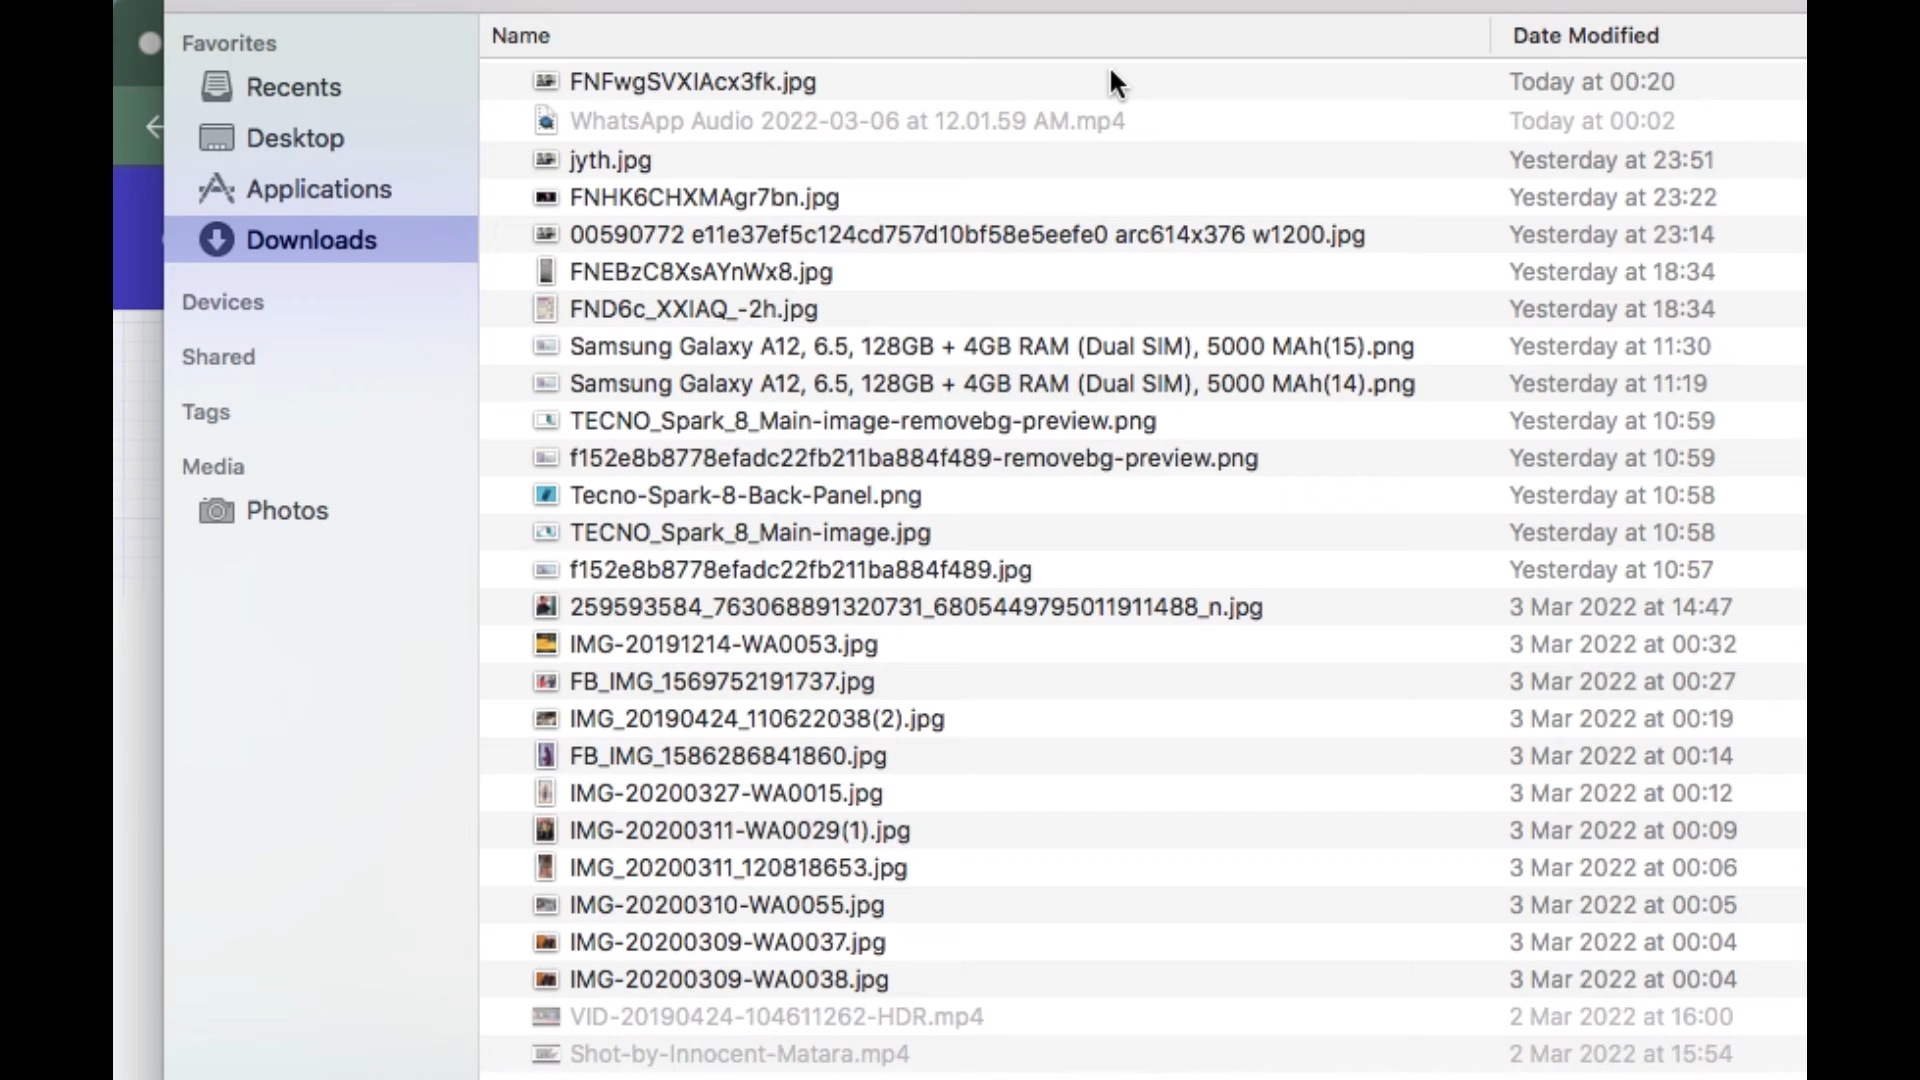 Name
Date Modified
Favorites
Recents
Desktop
Applications
Downloads
Devices
Shared
Tags
Media
Photos
FNFwgSVXIAcx3fk.jpg Today at 00:20
WhatsApp Audio 2022-03-06 at 12.01.59 AM.mp4 Today at 00:02
jyth.jpg Yesterday at 23:51
FNHK6CHXMAgr7bn.jpg Yesterday at 23:22
00590772 e11e37ef5c124cd757d10bf58e5eefe0 arc614x376 w1200.jpg Yesterday at 23:14
FNEBzC8XsAYnWx8.jpg Yesterday at 18:34
FND6c_XXIAQ_-2h.jpg Yesterday at 18:34
Samsung Galaxy A12, 6.5, 128GB + 4GB RAM (Dual SIM), 5000 MAh(15).png Yesterday at 11:30
Samsung Galaxy A12, 6.5, 128GB + 4GB RAM (Dual SIM), 5000 MAh(14).png Yesterday at 11:19
TECNO_Spark_8_Main-image-removebg-preview.png Yesterday at 10:59
f152e8b8778efadc22fb211ba884f489-removebg-preview.png Yesterday at 10:59
Tecno-Spark-8-Back-Panel.png Yesterday at 10:58
TECNO_Spark_8_Main-image.jpg Yesterday at 10:58
f152e8b8778efadc22fb211ba884f489.jpg Yesterday at 10:57
259593584_763068891320731_6805449795011911488_n.jpg 3 Mar 2022 at 14:47
IMG-20191214-WA0053.jpg 3 Mar 2022 at 00:32
FB_IMG_1569752191737.jpg 3 Mar 2022 at 00:27
IMG_20190424_110622038(2).jpg 3 Mar 2022 at 00:19
FB_IMG_1586286841860.jpg 3 Mar 2022 at 00:14
IMG-20200327-WA0015.jpg 3 Mar 2022 at 00:12
IMG-20200311-WA0029(1).jpg 3 Mar 2022 at 00:09
IMG_20200311_120818653.jpg 3 Mar 2022 at 00:06
IMG-20200310-WA0055.jpg 3 Mar 2022 at 00:05
IMG-20200309-WA0037.jpg 3 Mar 2022 at 00:04
IMG-20200309-WA0038.jpg 3 Mar 2022 at 00:04
VID-20190424-104611262-HDR.mp4 2 Mar 2022 at 16:00
Shot-by-Innocent-Matara.mp4 2 Mar 2022 at 15:54